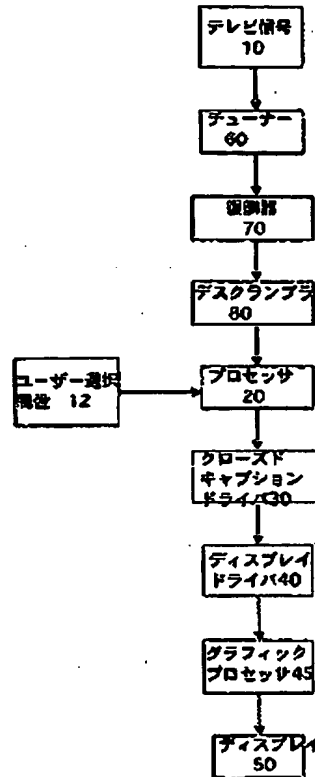 テレビ信号
10
チューナー
60
復調器
70
デスクランブラ
80
プロセッサ
20
ユーザー選択
12
クローズド
キャプション
ドライバ30
ディスプレイ
ドライバ40
グラフィック
プロセッサ45
ディスプレイ
50